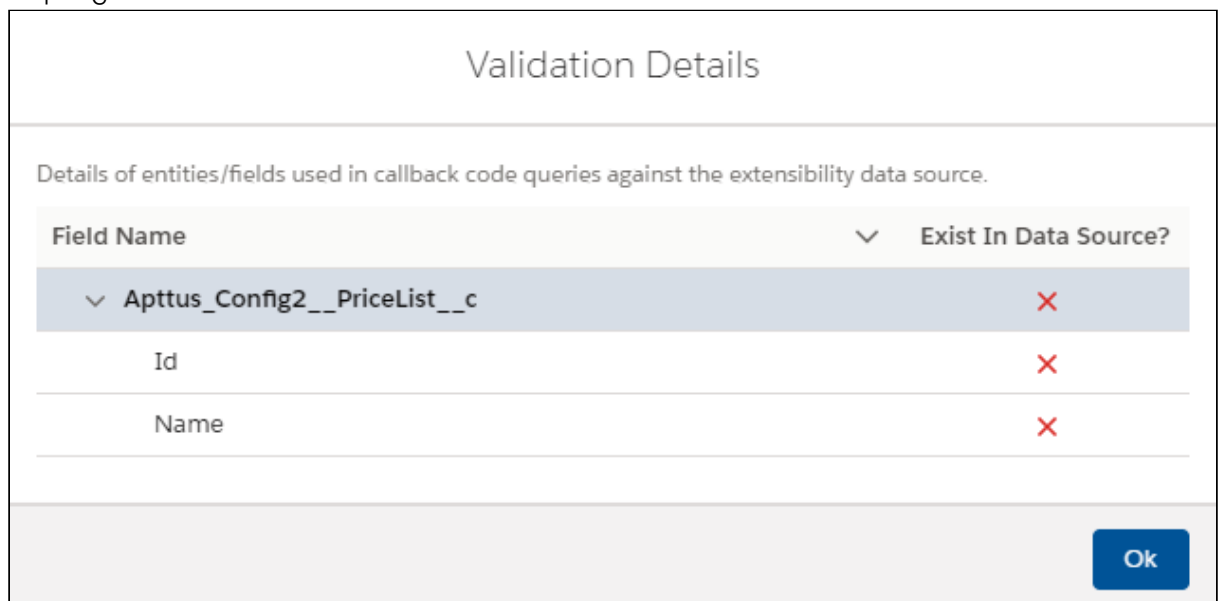 Validation Details
Details of entities/fields used in callback code queries against the extensibility data source.
Field Name Exist In Data Source?
Apttus_Config2__PriceList__c
Id
Name
Ok